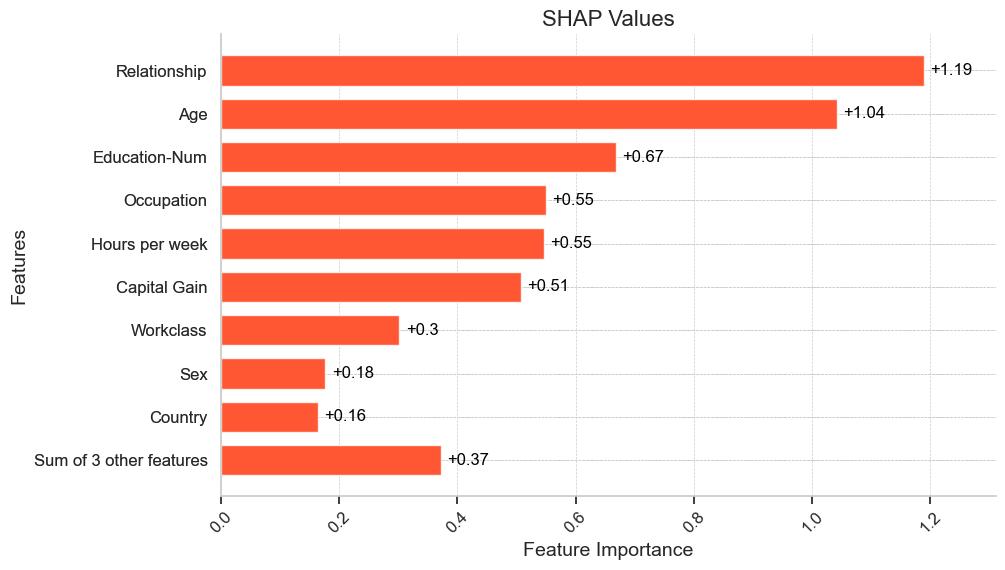 SHAP Values
Features
Relationship
+1.19
Age
+1.04
Education-Num
+0.67
Occupation
+0.55
Hours per week
+0.55
Capital Gain
+0.51
Workclass
+0.3
Sex
+0.18
Country
+0.16
Sum of 3 other features
+0.37
0.0 0.2 0.4 0.6 0.8 1.0 1.2
Feature Importance